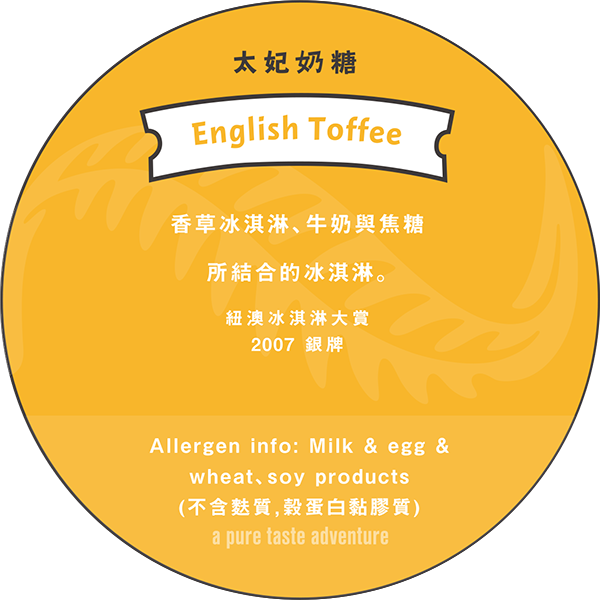 太妃奶糖
English Toffee
香草冰淇淋、牛奶與焦糖
所結合的冰淇淋。
紐澳冰淇淋大賞
2007 銀牌
Allergen info: Milk & egg &
wheat、soy products
(不含麩質,穀蛋白黏膠質)
a pure taste adventure